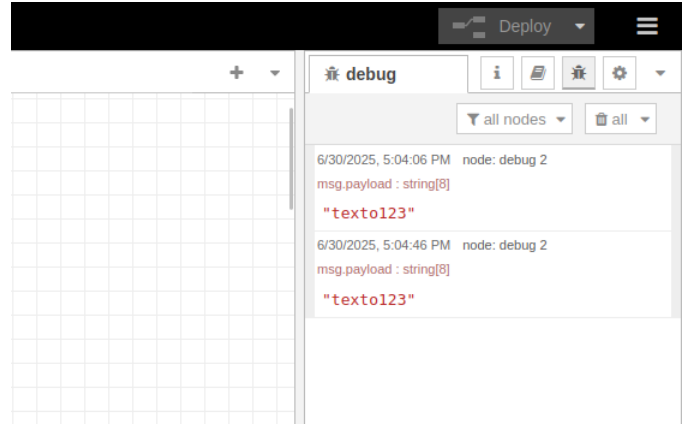 Deploy
debug
i
all nodes
all
6/30/2025, 5:04:06 PM node: debug 2
msg.payload : string[8]
"texto123"
6/30/2025, 5:04:46 PM node: debug 2
msg.payload : string[8]
"texto123"